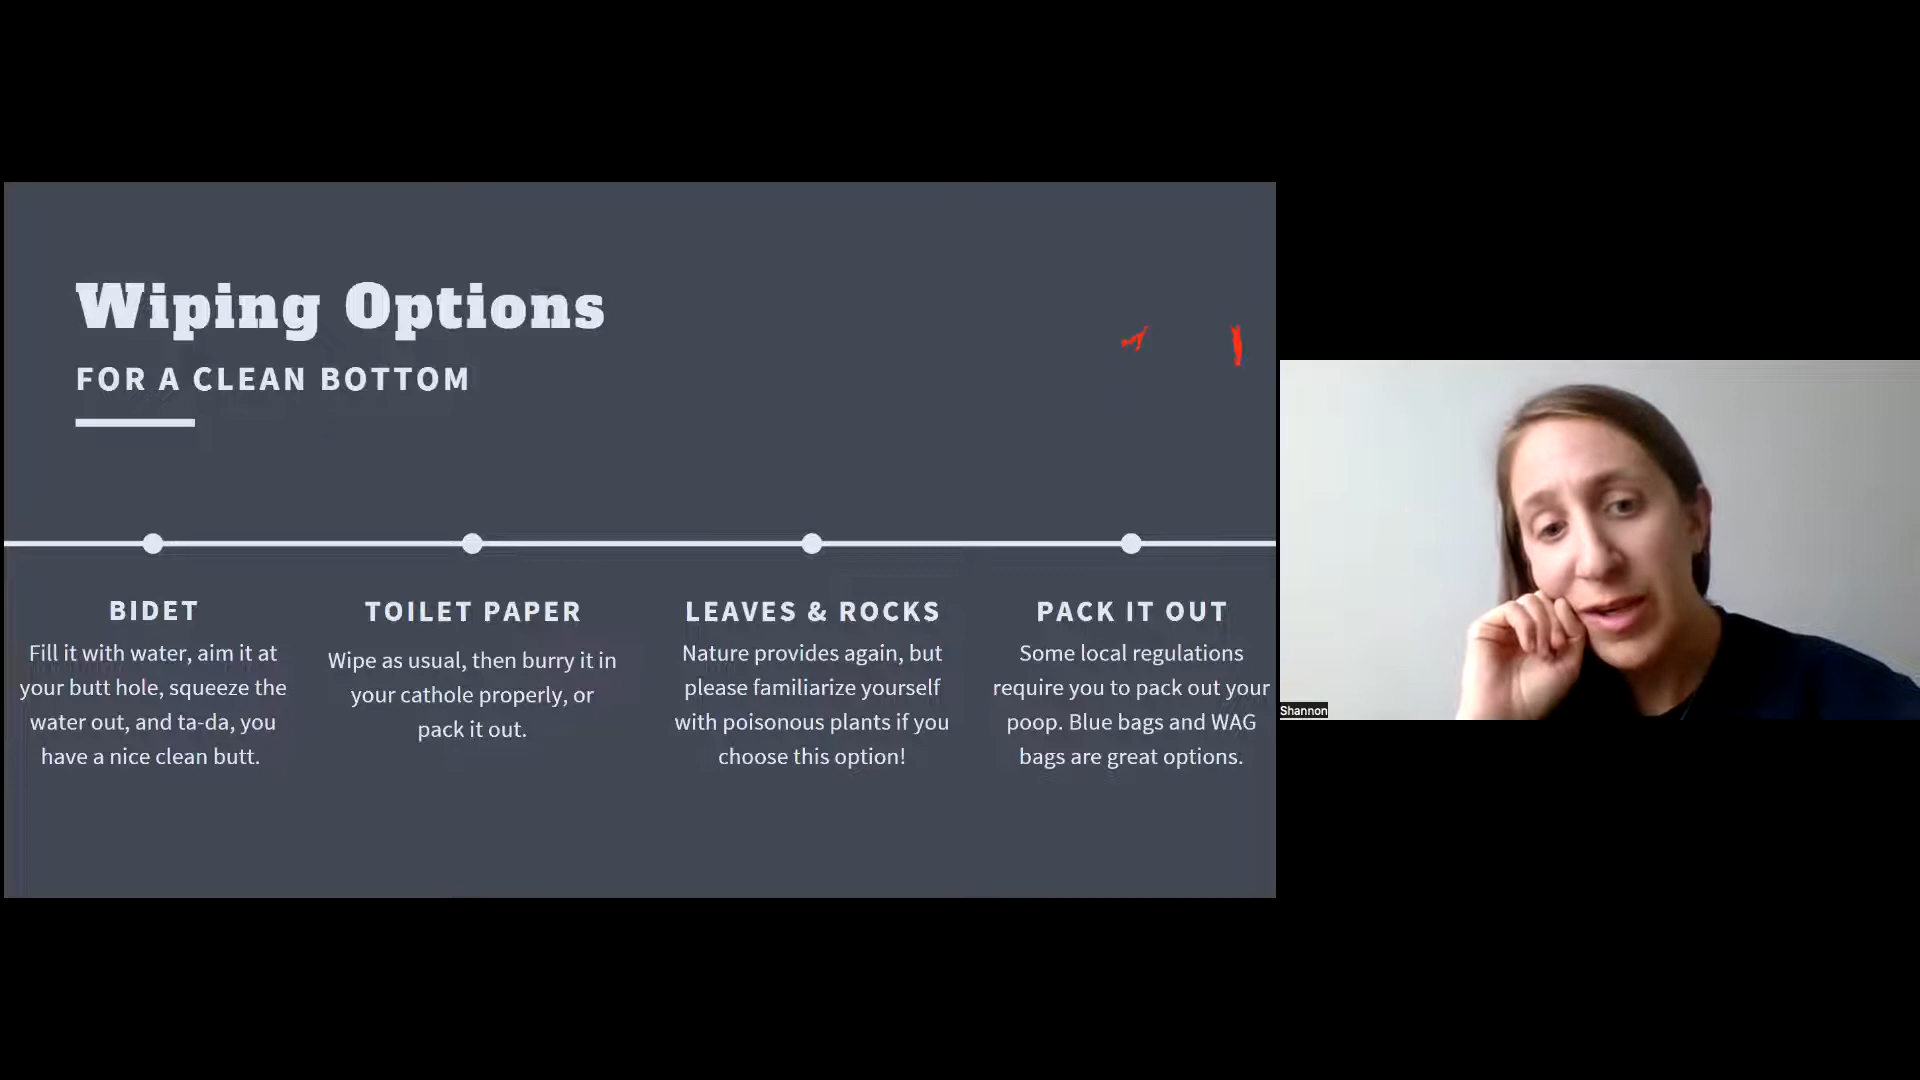 Wiping Options
FOR A CLEAN BOTTOM
BIDET
Fill it with water, aim it at
your butt hole, squeeze the
water out, and ta-da, you
have a nice clean butt.
TOILET PAPER
Wipe as usual, then burry it in
your cathole properly, or
pack it out.
LEAVES & ROCKS
Nature provides again, but
please familiarize yourself
with poisonous plants if you
choose this option!
PACK IT OUT
Some local regulations
require you to pack out your
poop. Blue bags and WAG
bags are great options.
Shannon